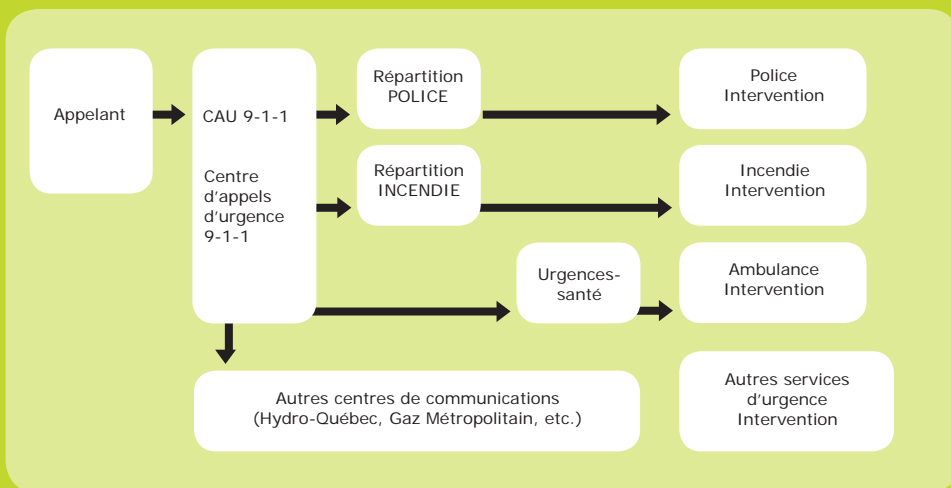 Appelant
CAU 9-1-1
Centre
d'appels
d'urgence
9-1-1
Répartition
POLICE
Police
Intervention
Répartition
INCENDIE
Incendie
Intervention
Urgences-
santé
Ambulance
Intervention
Autres centres de communications
(Hydro-Québec, Gaz Métropolitain, etc.)
Autres services
d'urgence
Intervention